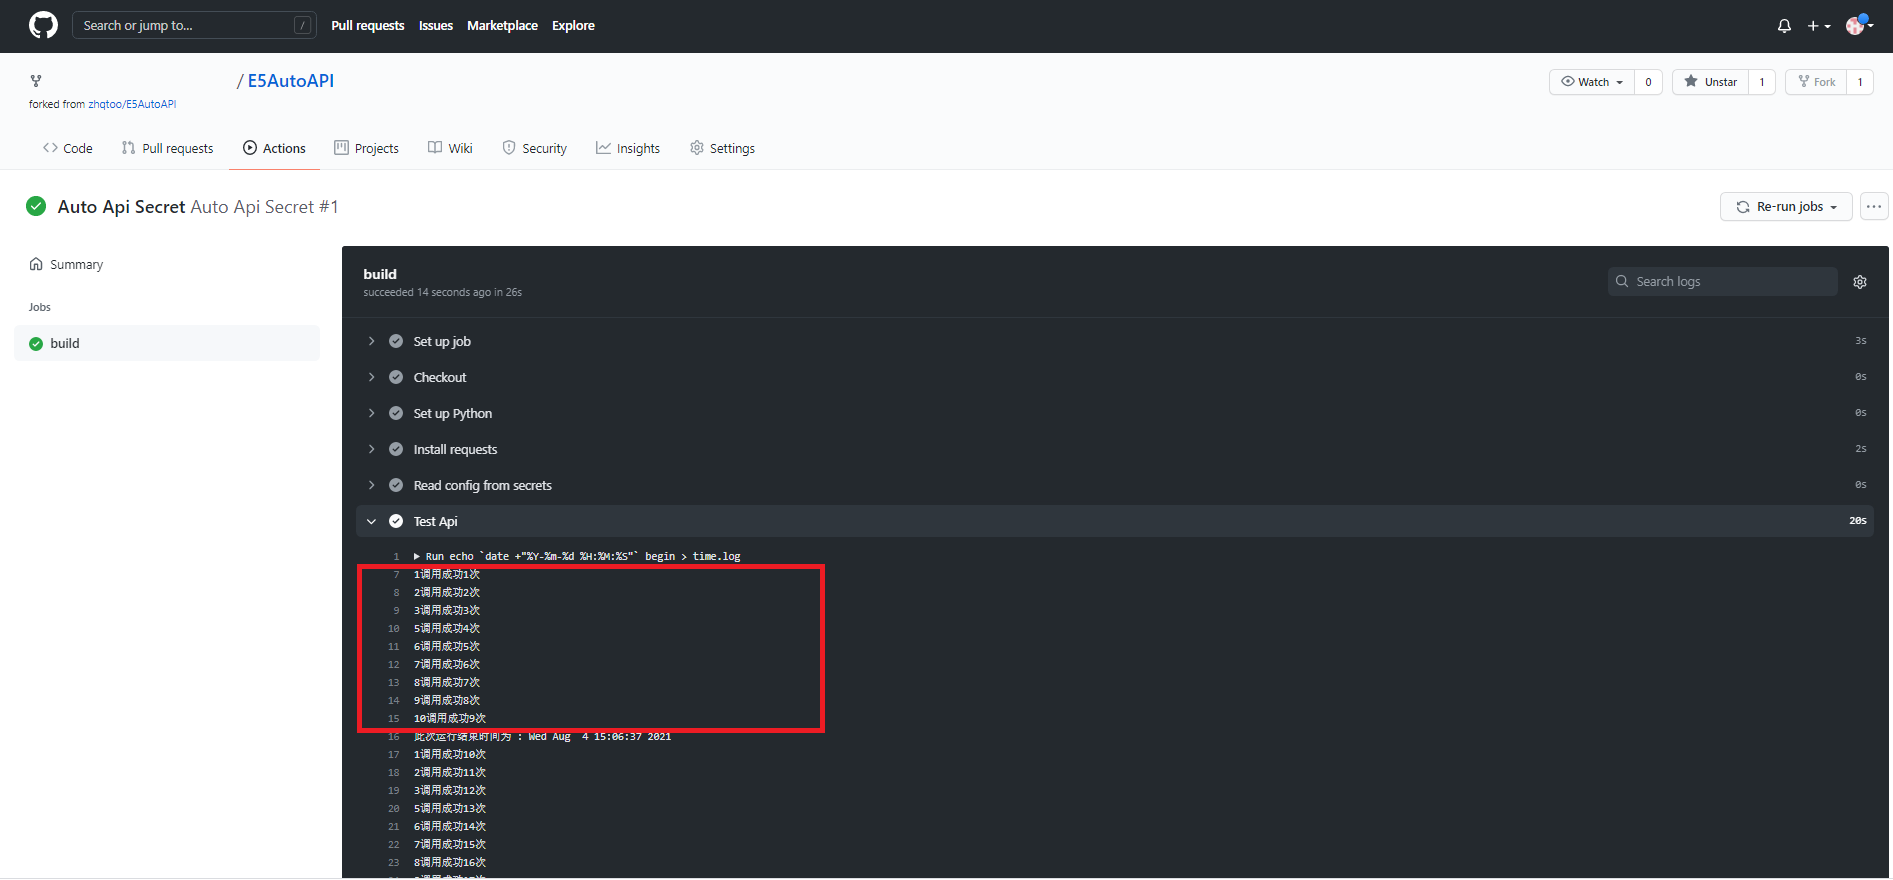 Search or jump to... / Pull requests Issues Marketplace Explore
/ E5AutoAPI Watch 0 Unstar 1 Fork 1
forked from zhqtoo/E5AutoAPI
Code Pull requests Actions Projects Wiki Security Insights Settings
Auto Api Secret Auto Api Secret #1 Re-run jobs ...
Summary
Jobs
build
build
succeeded 14 seconds ago in 26s
Search logs
Set up job 3s
Checkout 0s
Set up Python 0s
Install requests 2s
Read config from secrets 0s
Test Api 20s
1 Run echo `date +"%Y-%m-%d %H:%M:%S"` begin > time.log
7 1调用成功1次
8 2调用成功2次
9 3调用成功3次
10 5调用成功4次
11 6调用成功5次
12 7调用成功6次
13 8调用成功7次
14 9调用成功8次
15 10调用成功9次
16 此次运行结束时间为 : Wed Aug 4 15:06:37 2021
17 1调用成功10次
18 2调用成功11次
19 3调用成功12次
20 5调用成功13次
21 6调用成功14次
22 7调用成功15次
23 8调用成功16次